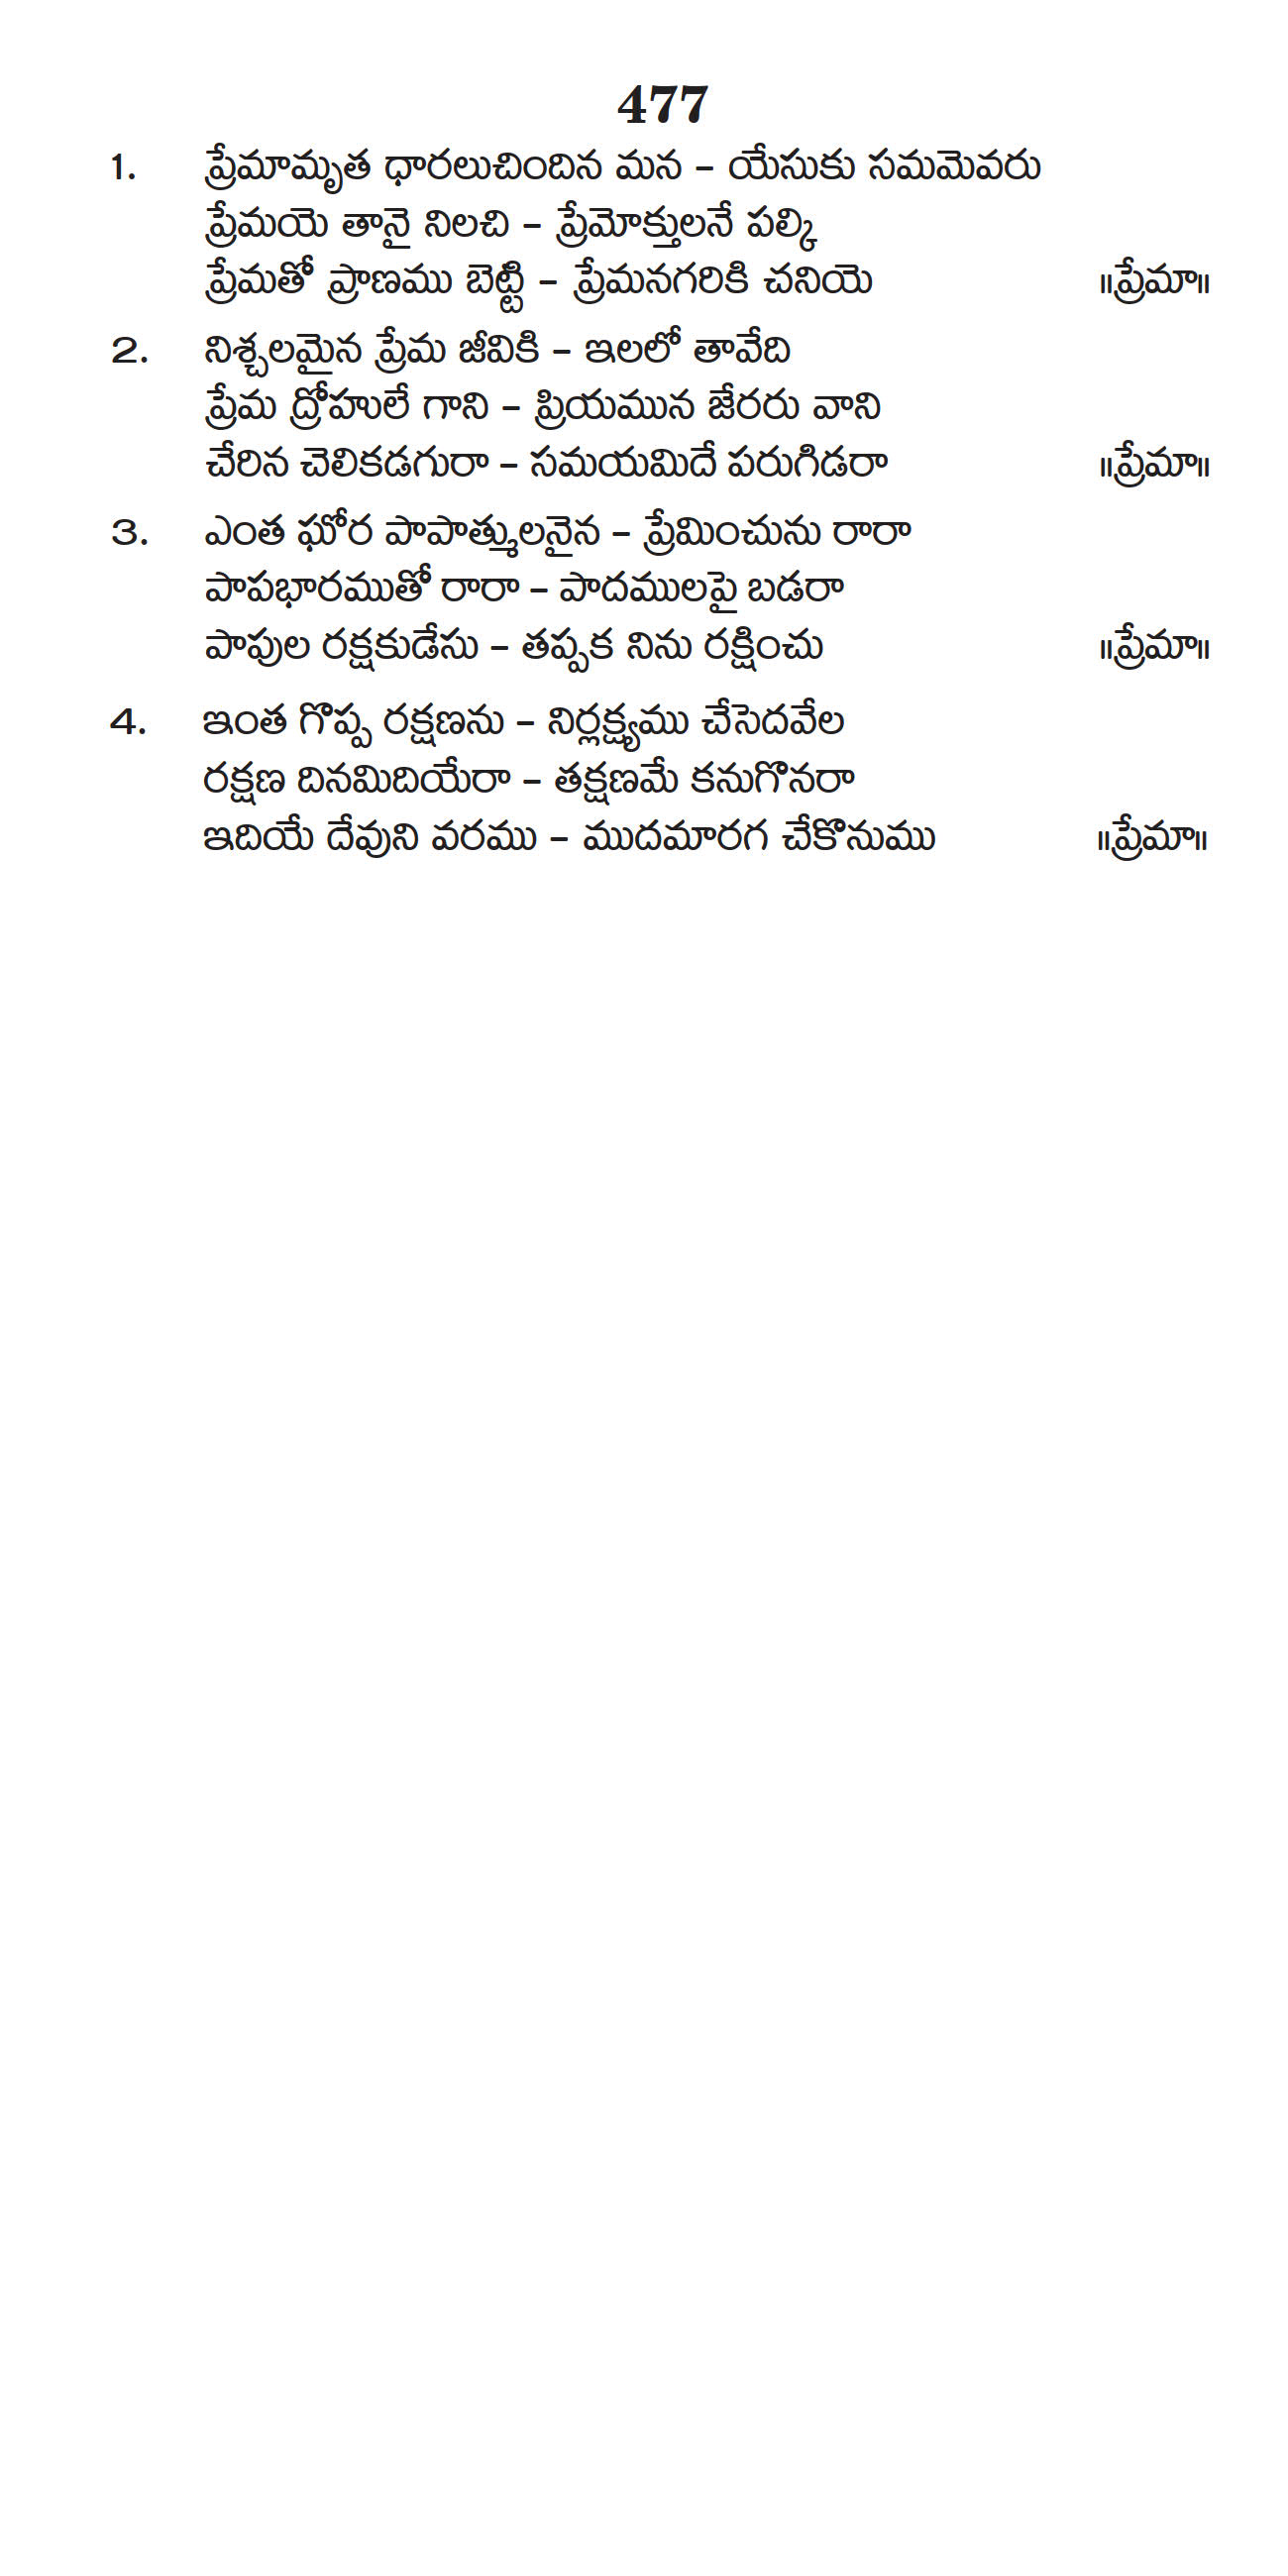 477
1. ప్రేమామృత ధారలుచిందిన మన – యేసుకు సమమెవరు
ప్రేమయె తానై నిలచి – ప్రేమోక్తులనే పల్కి
ప్రేమతో ప్రాణము బెట్టి – ప్రేమనగరికి చనియె ॥ప్రేమా॥
2. నిశ్చలమైన ప్రేమ జీవికి – ఇలలో తావేది
ప్రేమ ద్రోహులే గాని – ప్రియమున జేరరు వాని
చేరిన చెలికడగురా – సమయమిదే పరుగిడరా ॥ప్రేమా॥
3. ఎంత ఘోర పాపాత్ములనైన – ప్రేమించును రారా
పాపభారముతో రారా – పాదములపై బడరా
పాపుల రక్షకుడేసు – తప్పక నిను రక్షించు ॥ప్రేమా॥
4. ఇంత గొప్ప రక్షణను – నిర్లక్ష్యము చేసెదవేల
రక్షణ దినమిదియేరా – తక్షణమే కనుగొనరా
ఇదియే దేవుని వరము – ముదమారగ చేకొనుము ॥ప్రేమా॥